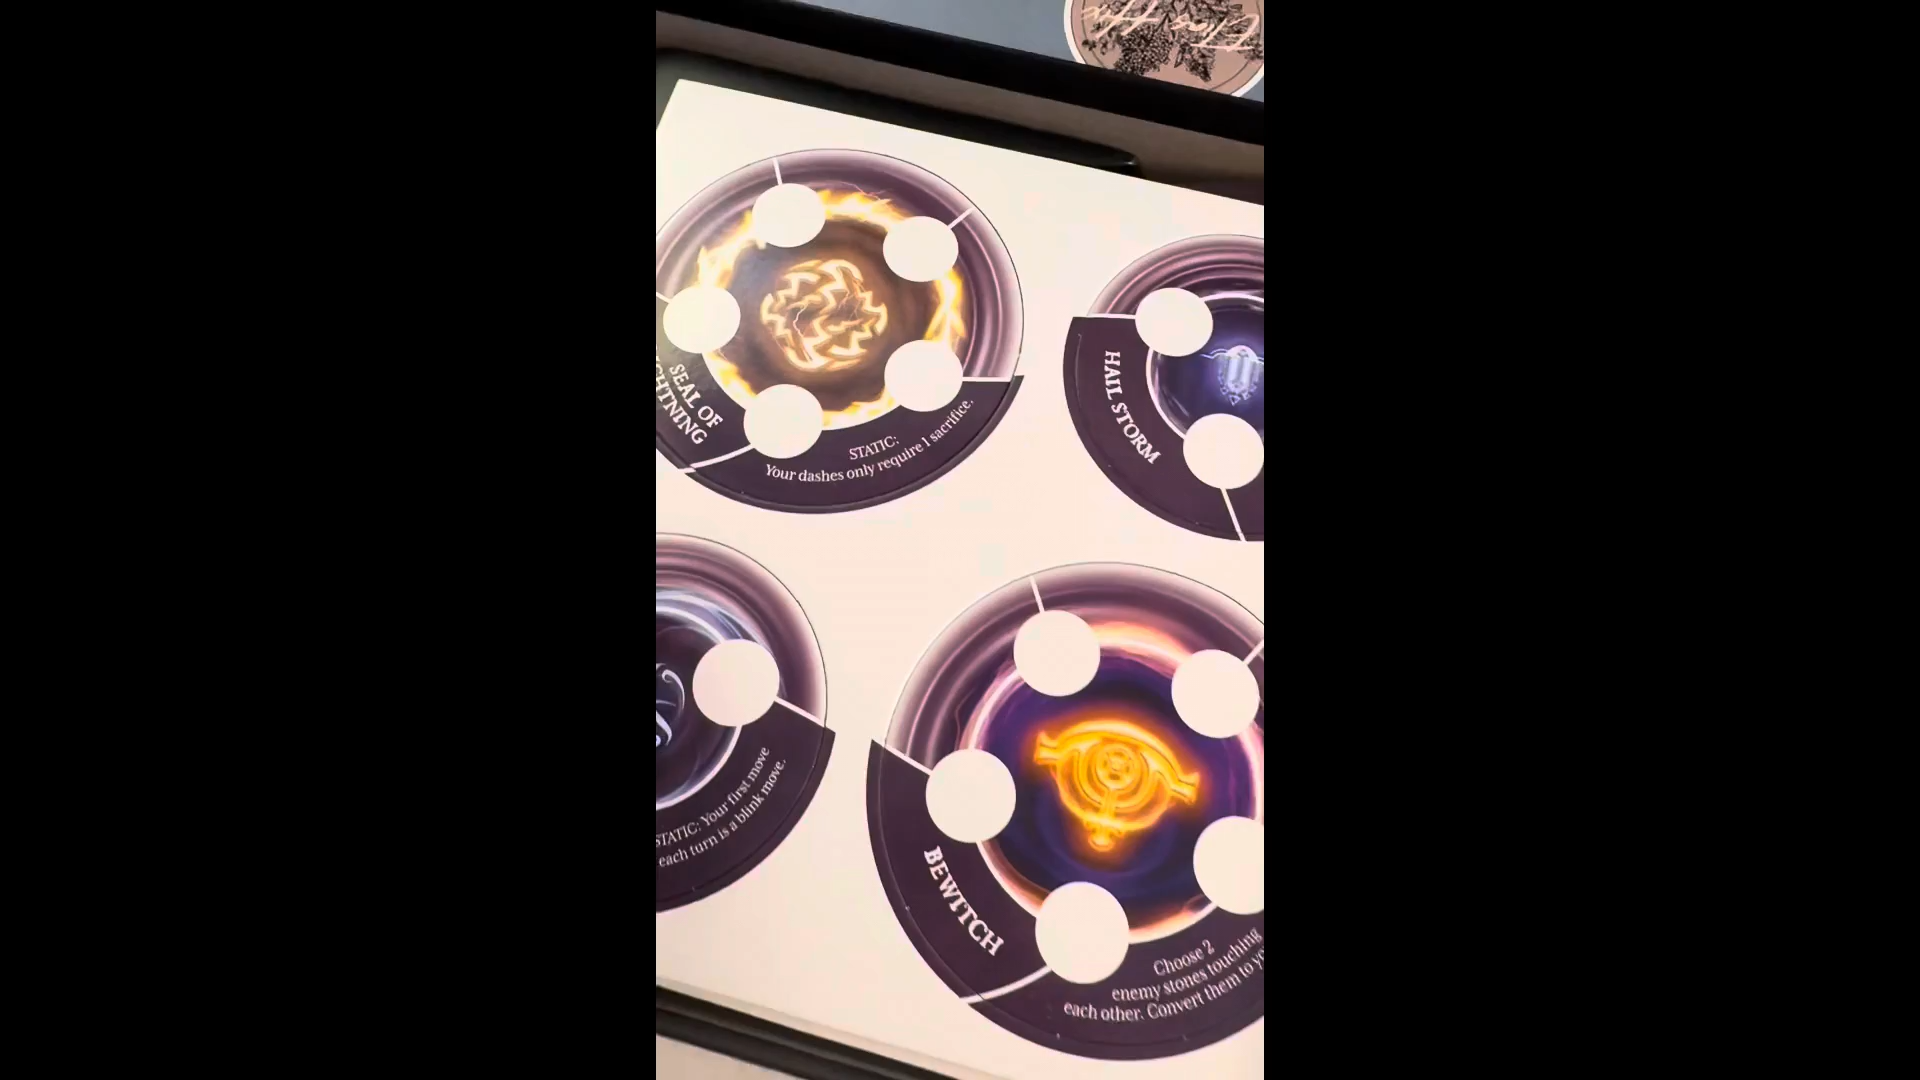 SEAL OF
STATIC:
Your dashes only require 1 sacrifice.
HAIL STORM
STATIC: Your first move
each turn is a blink move.
BEWITCH
Choose 2
enemy stones touching
each other. Convert them to